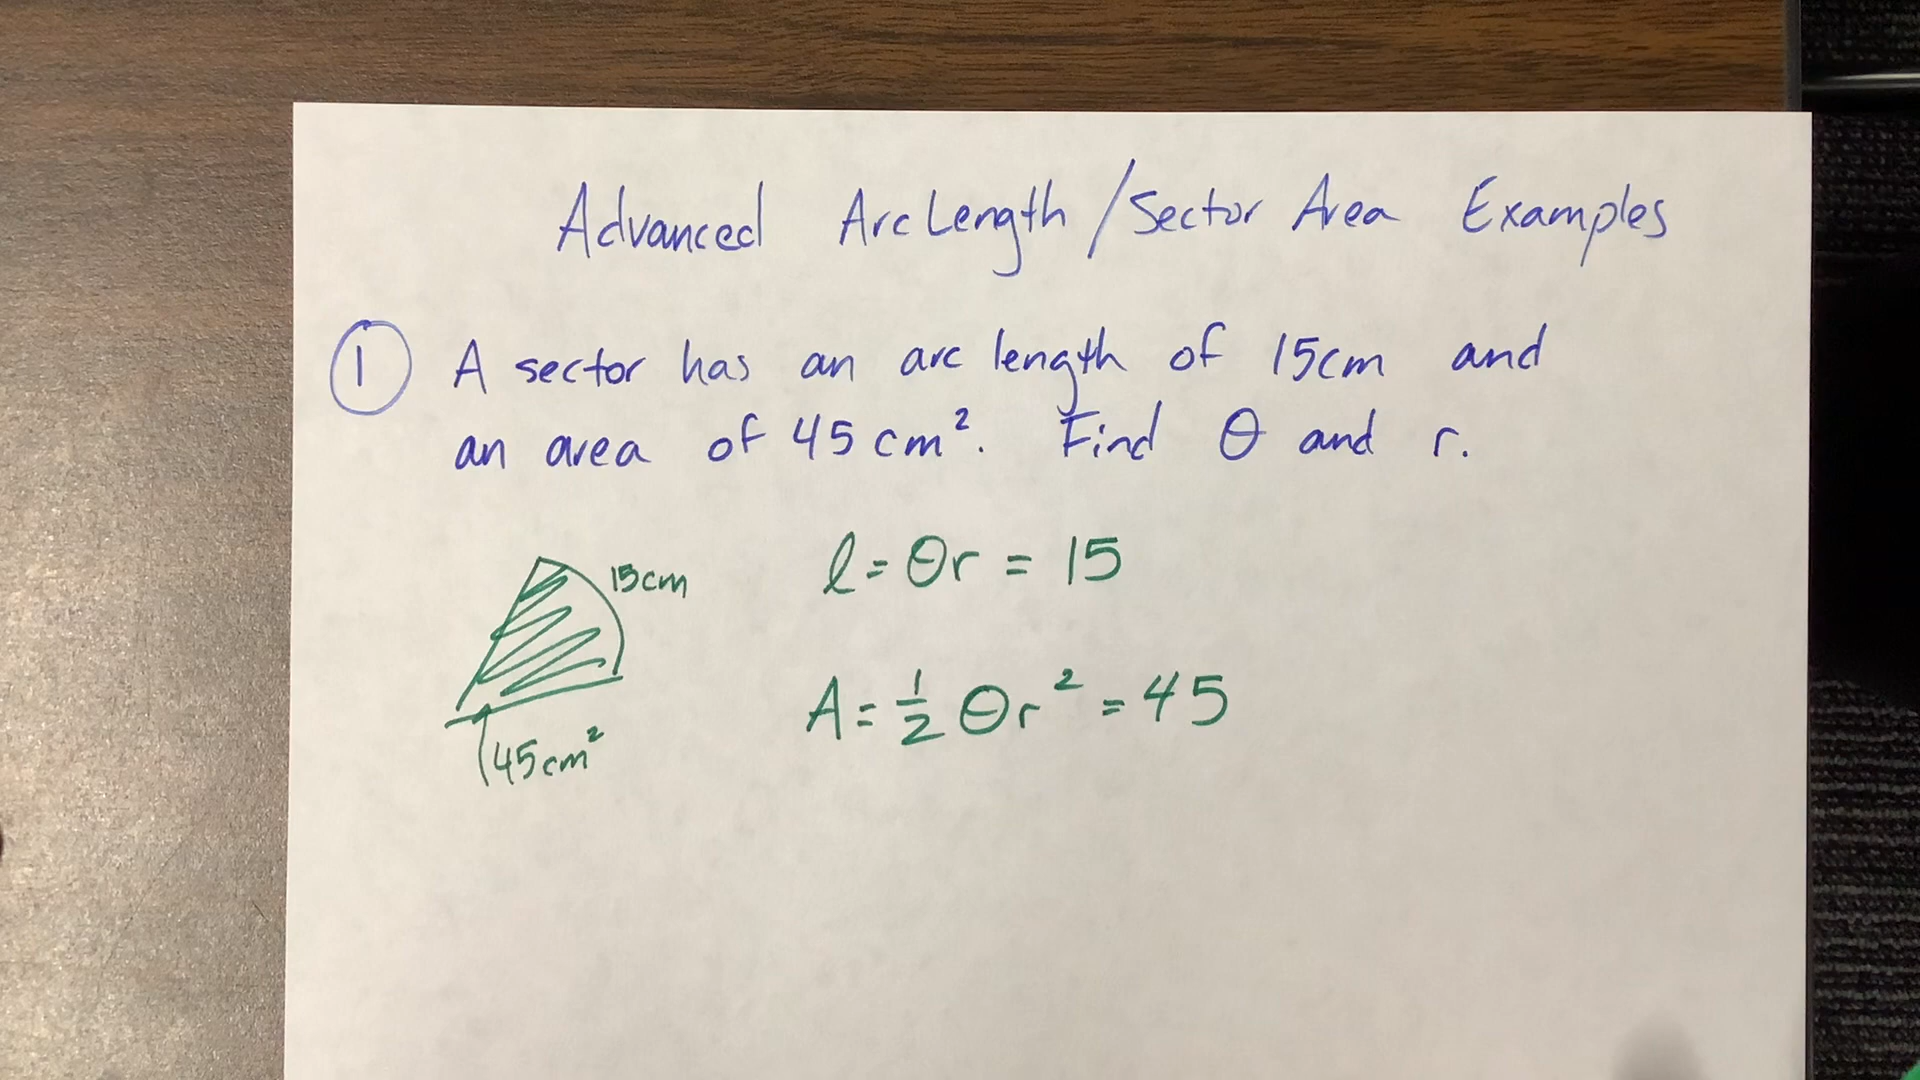 Advanced Arc Length / Sector Area Examples
① A sector has an arc length of 15cm and
an area of 45 cm². Find θ and r.
15cm
45cm²
l = θr = 15
A = 1/2 θr² = 45